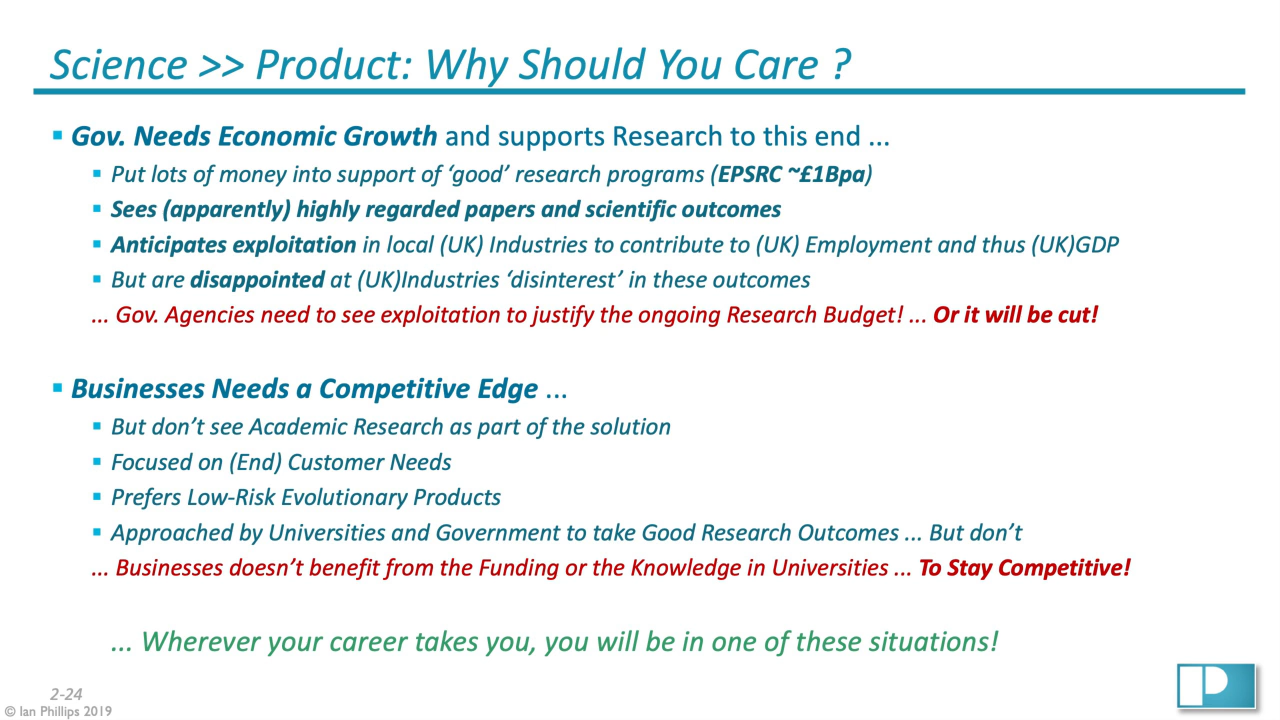 Science >> Product: Why Should You Care ?
▪ Gov. Needs Economic Growth and supports Research to this end ...
▪ Put lots of money into support of ‘good’ research programs (EPSRC ~£1Bpa)
▪ Sees (apparently) highly regarded papers and scientific outcomes
▪ Anticipates exploitation in local (UK) Industries to contribute to (UK) Employment and thus (UK)GDP
▪ But are disappointed at (UK)Industries ‘disinterest’ in these outcomes
... Gov. Agencies need to see exploitation to justify the ongoing Research Budget! ... Or it will be cut!
▪ Businesses Needs a Competitive Edge ...
▪ But don’t see Academic Research as part of the solution
▪ Focused on (End) Customer Needs
▪ Prefers Low-Risk Evolutionary Products
▪ Approached by Universities and Government to take Good Research Outcomes ... But don’t
... Businesses doesn’t benefit from the Funding or the Knowledge in Universities ... To Stay Competitive!
... Wherever your career takes you, you will be in one of these situations!
2-24
© Ian Phillips 2019
P